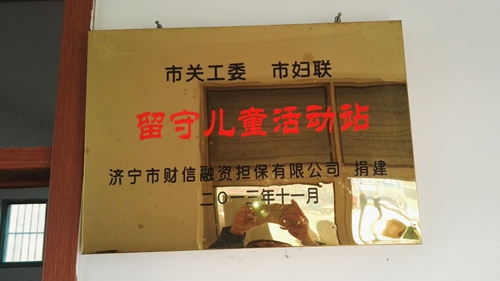 市关工委 市妇联
留守儿童活动站
济宁市财信融资担保有限公司 捐建
二0一三年十一月